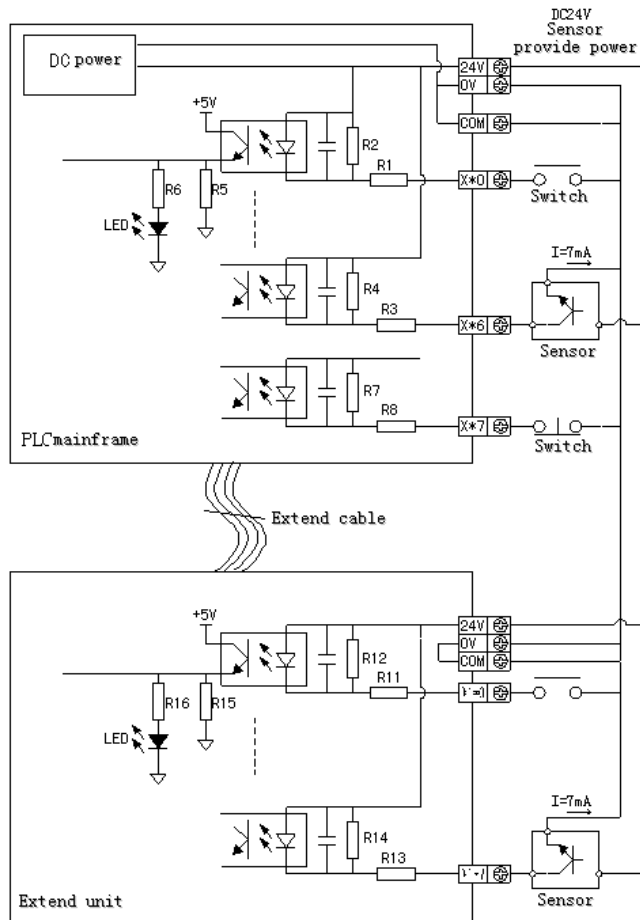 DC24V
Sensor
provide power
DC power
24V
0V
+5V
COM
R2
R1
X*0
R6
R5
Switch
LED
I=7mA
R4
R3
X*6
Sensor
R7
R8
X*7
PLCmainframe
Switch
Extend cable
+5V
24V
0V
R12
COM
R11
R16
R15
LED
I=7mA
R14
R13
Sensor
Extend unit